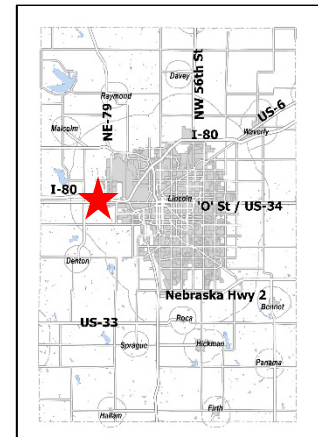 Davey
Raymond
NE-79
NW 56th St
US-6
Malcolm
I-80
Waverly
I-80
Lincoln
'O' St / US-34
Denton
Nebraska Hwy 2
Bennet
US-33
Roca
Sprague
Hickman
Panama
Hallam
Firth